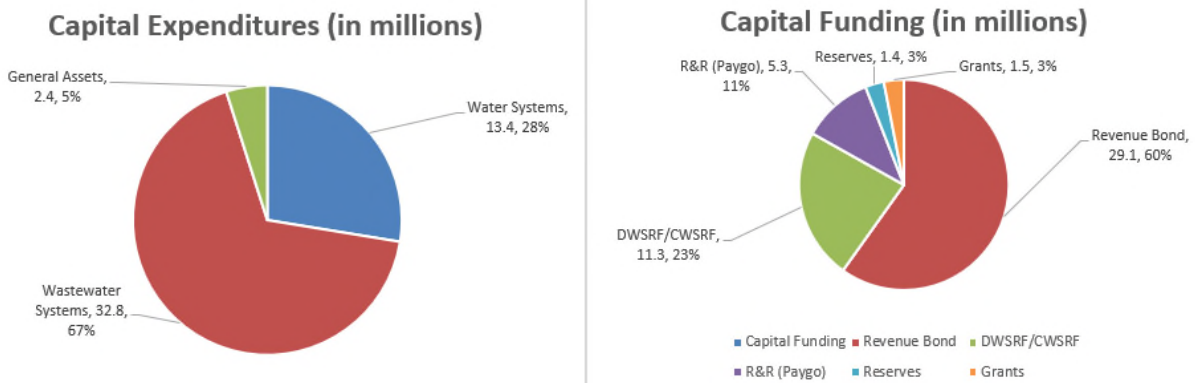 Capital Expenditures (in millions)
General Assets,
2.4, 5%
Water Systems,
13.4, 28%
Wastewater
Systems, 32.8,
67%
Capital Funding (in millions)
Reserves, 1.4, 3%
R&R (Paygo), 5.3,
11%
Grants, 1.5, 3%
Revenue Bond,
29.1, 60%
DWSRF/CWSRF,
11.3, 23%
Capital Funding
Revenue Bond
DWSRF/CWSRF
R&R (Paygo)
Reserves
Grants